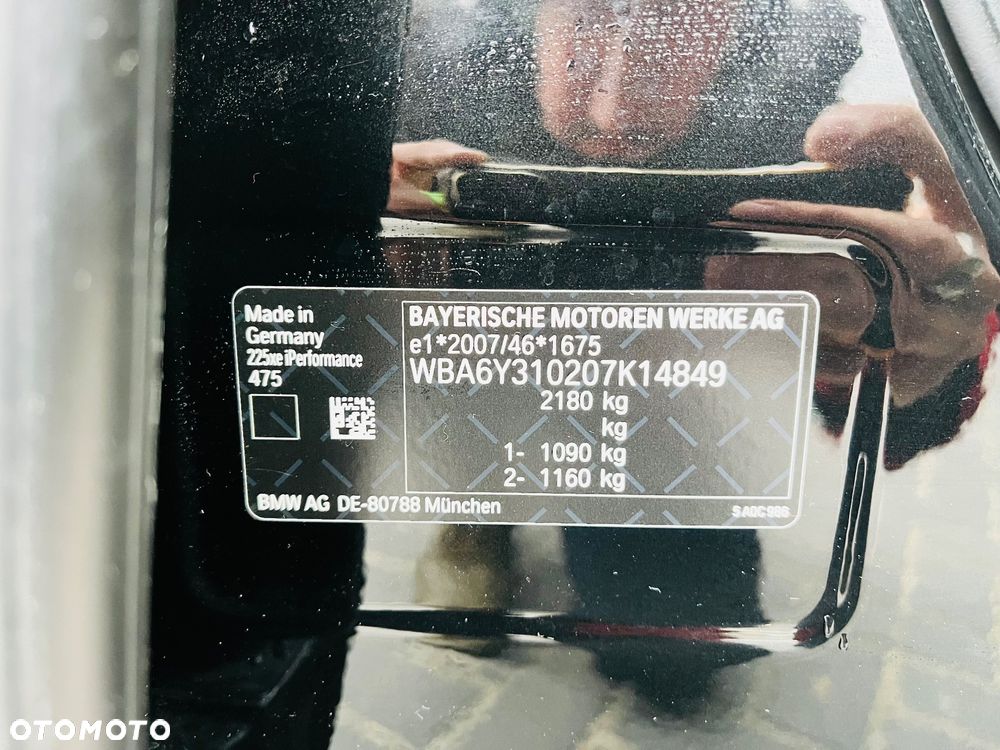 Made in
Germany
225xe iPerformance
475
BAYERISCHE MOTOREN WERKE AG
e1*2007/46*1675
WBA6Y310207K14849
2180 kg
kg
1- 1090 kg
2- 1160 kg
BMW AG DE-80788 München
OTOMOTO